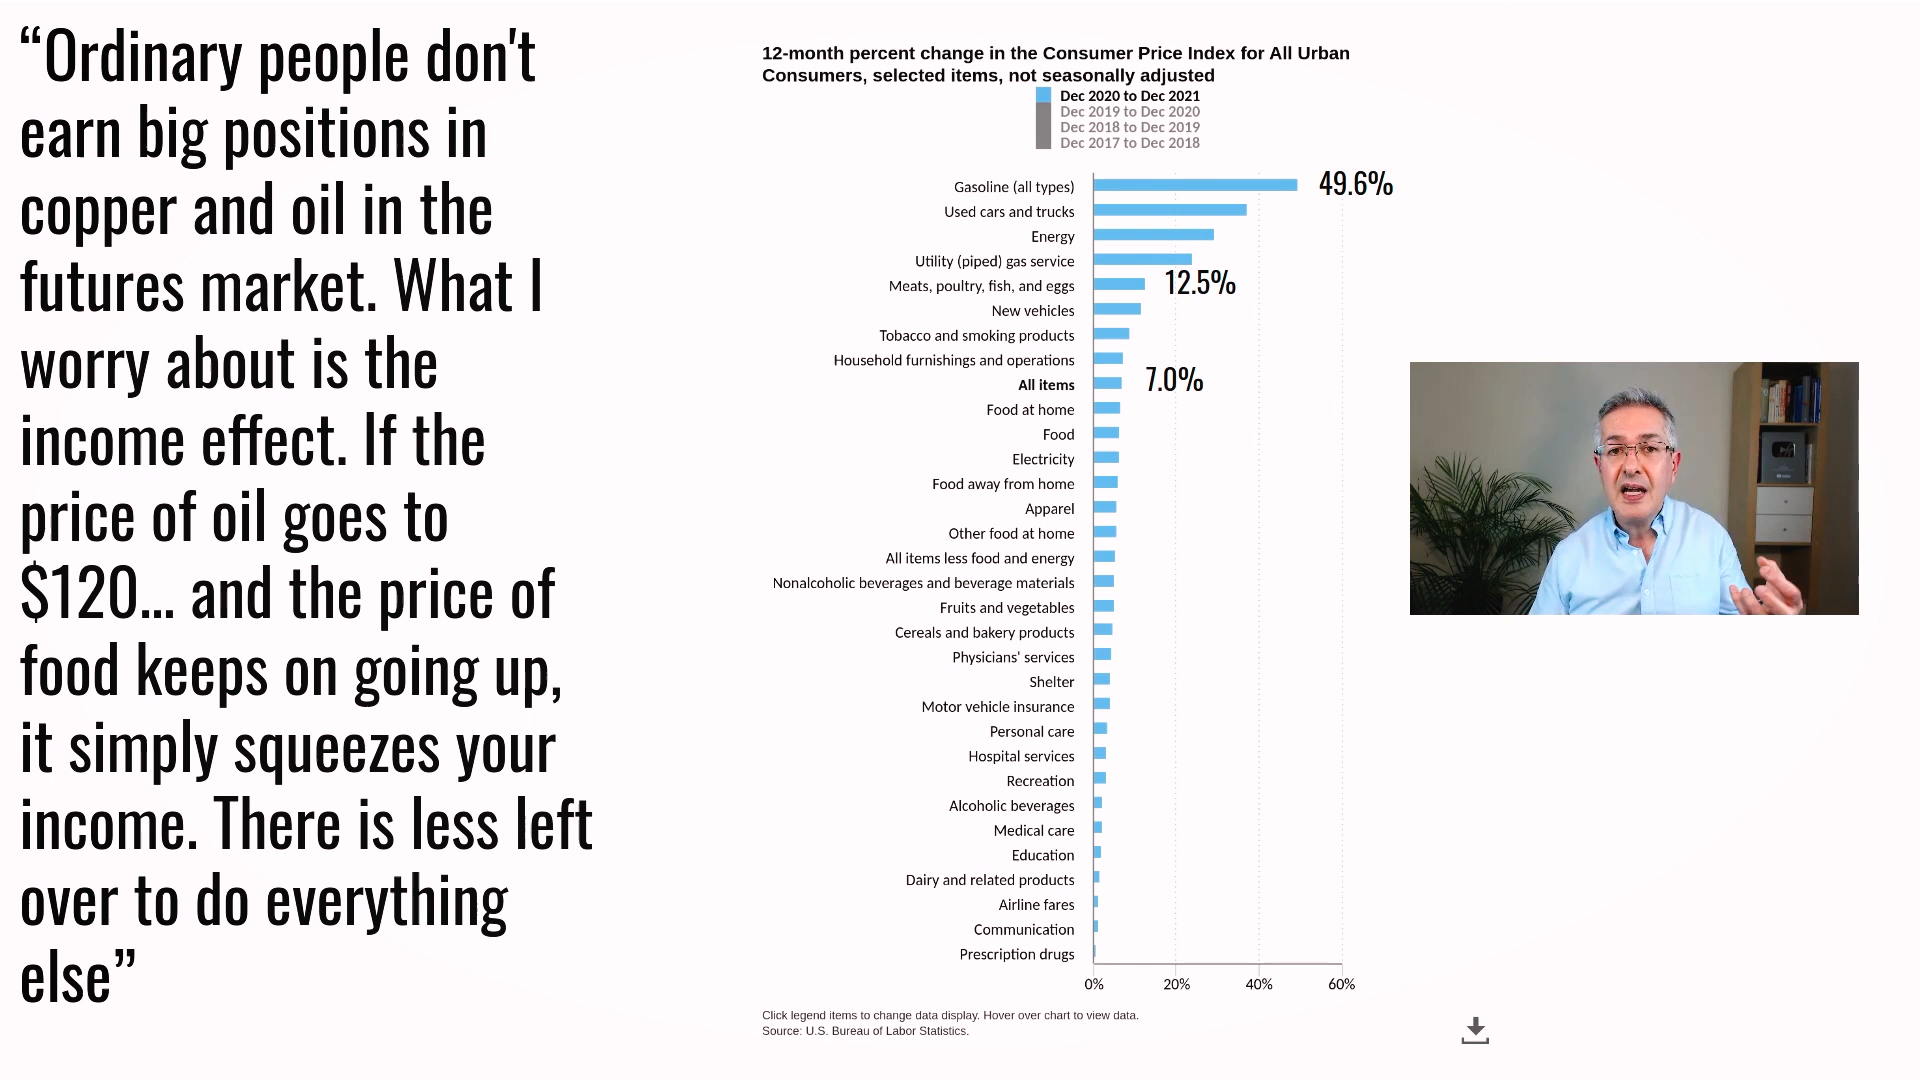 “Ordinary people don't
earn big positions in
copper and oil in the
futures market. What I
worry about is the
income effect. If the
price of oil goes to
$120... and the price of
food keeps on going up,
it simply squeezes your
income. There is less left
over to do everything
else”
12-month percent change in the Consumer Price Index for All Urban
Consumers, selected items, not seasonally adjusted
Dec 2020 to Dec 2021
Dec 2019 to Dec 2020
Dec 2018 to Dec 2019
Dec 2017 to Dec 2018
Gasoline (all types) 49.6%
Used cars and trucks
Energy
Utility (piped) gas service
Meats, poultry, fish, and eggs 12.5%
New vehicles
Tobacco and smoking products
Household furnishings and operations
All items 7.0%
Food at home
Food
Electricity
Food away from home
Apparel
Other food at home
All items less food and energy
Nonalcoholic beverages and beverage materials
Fruits and vegetables
Cereals and bakery products
Physicians' services
Shelter
Motor vehicle insurance
Personal care
Hospital services
Recreation
Alcoholic beverages
Medical care
Education
Dairy and related products
Airline fares
Communication
Prescription drugs
0% 20% 40% 60%
Click legend items to change data display. Hover over chart to view data.
Source: U.S. Bureau of Labor Statistics.